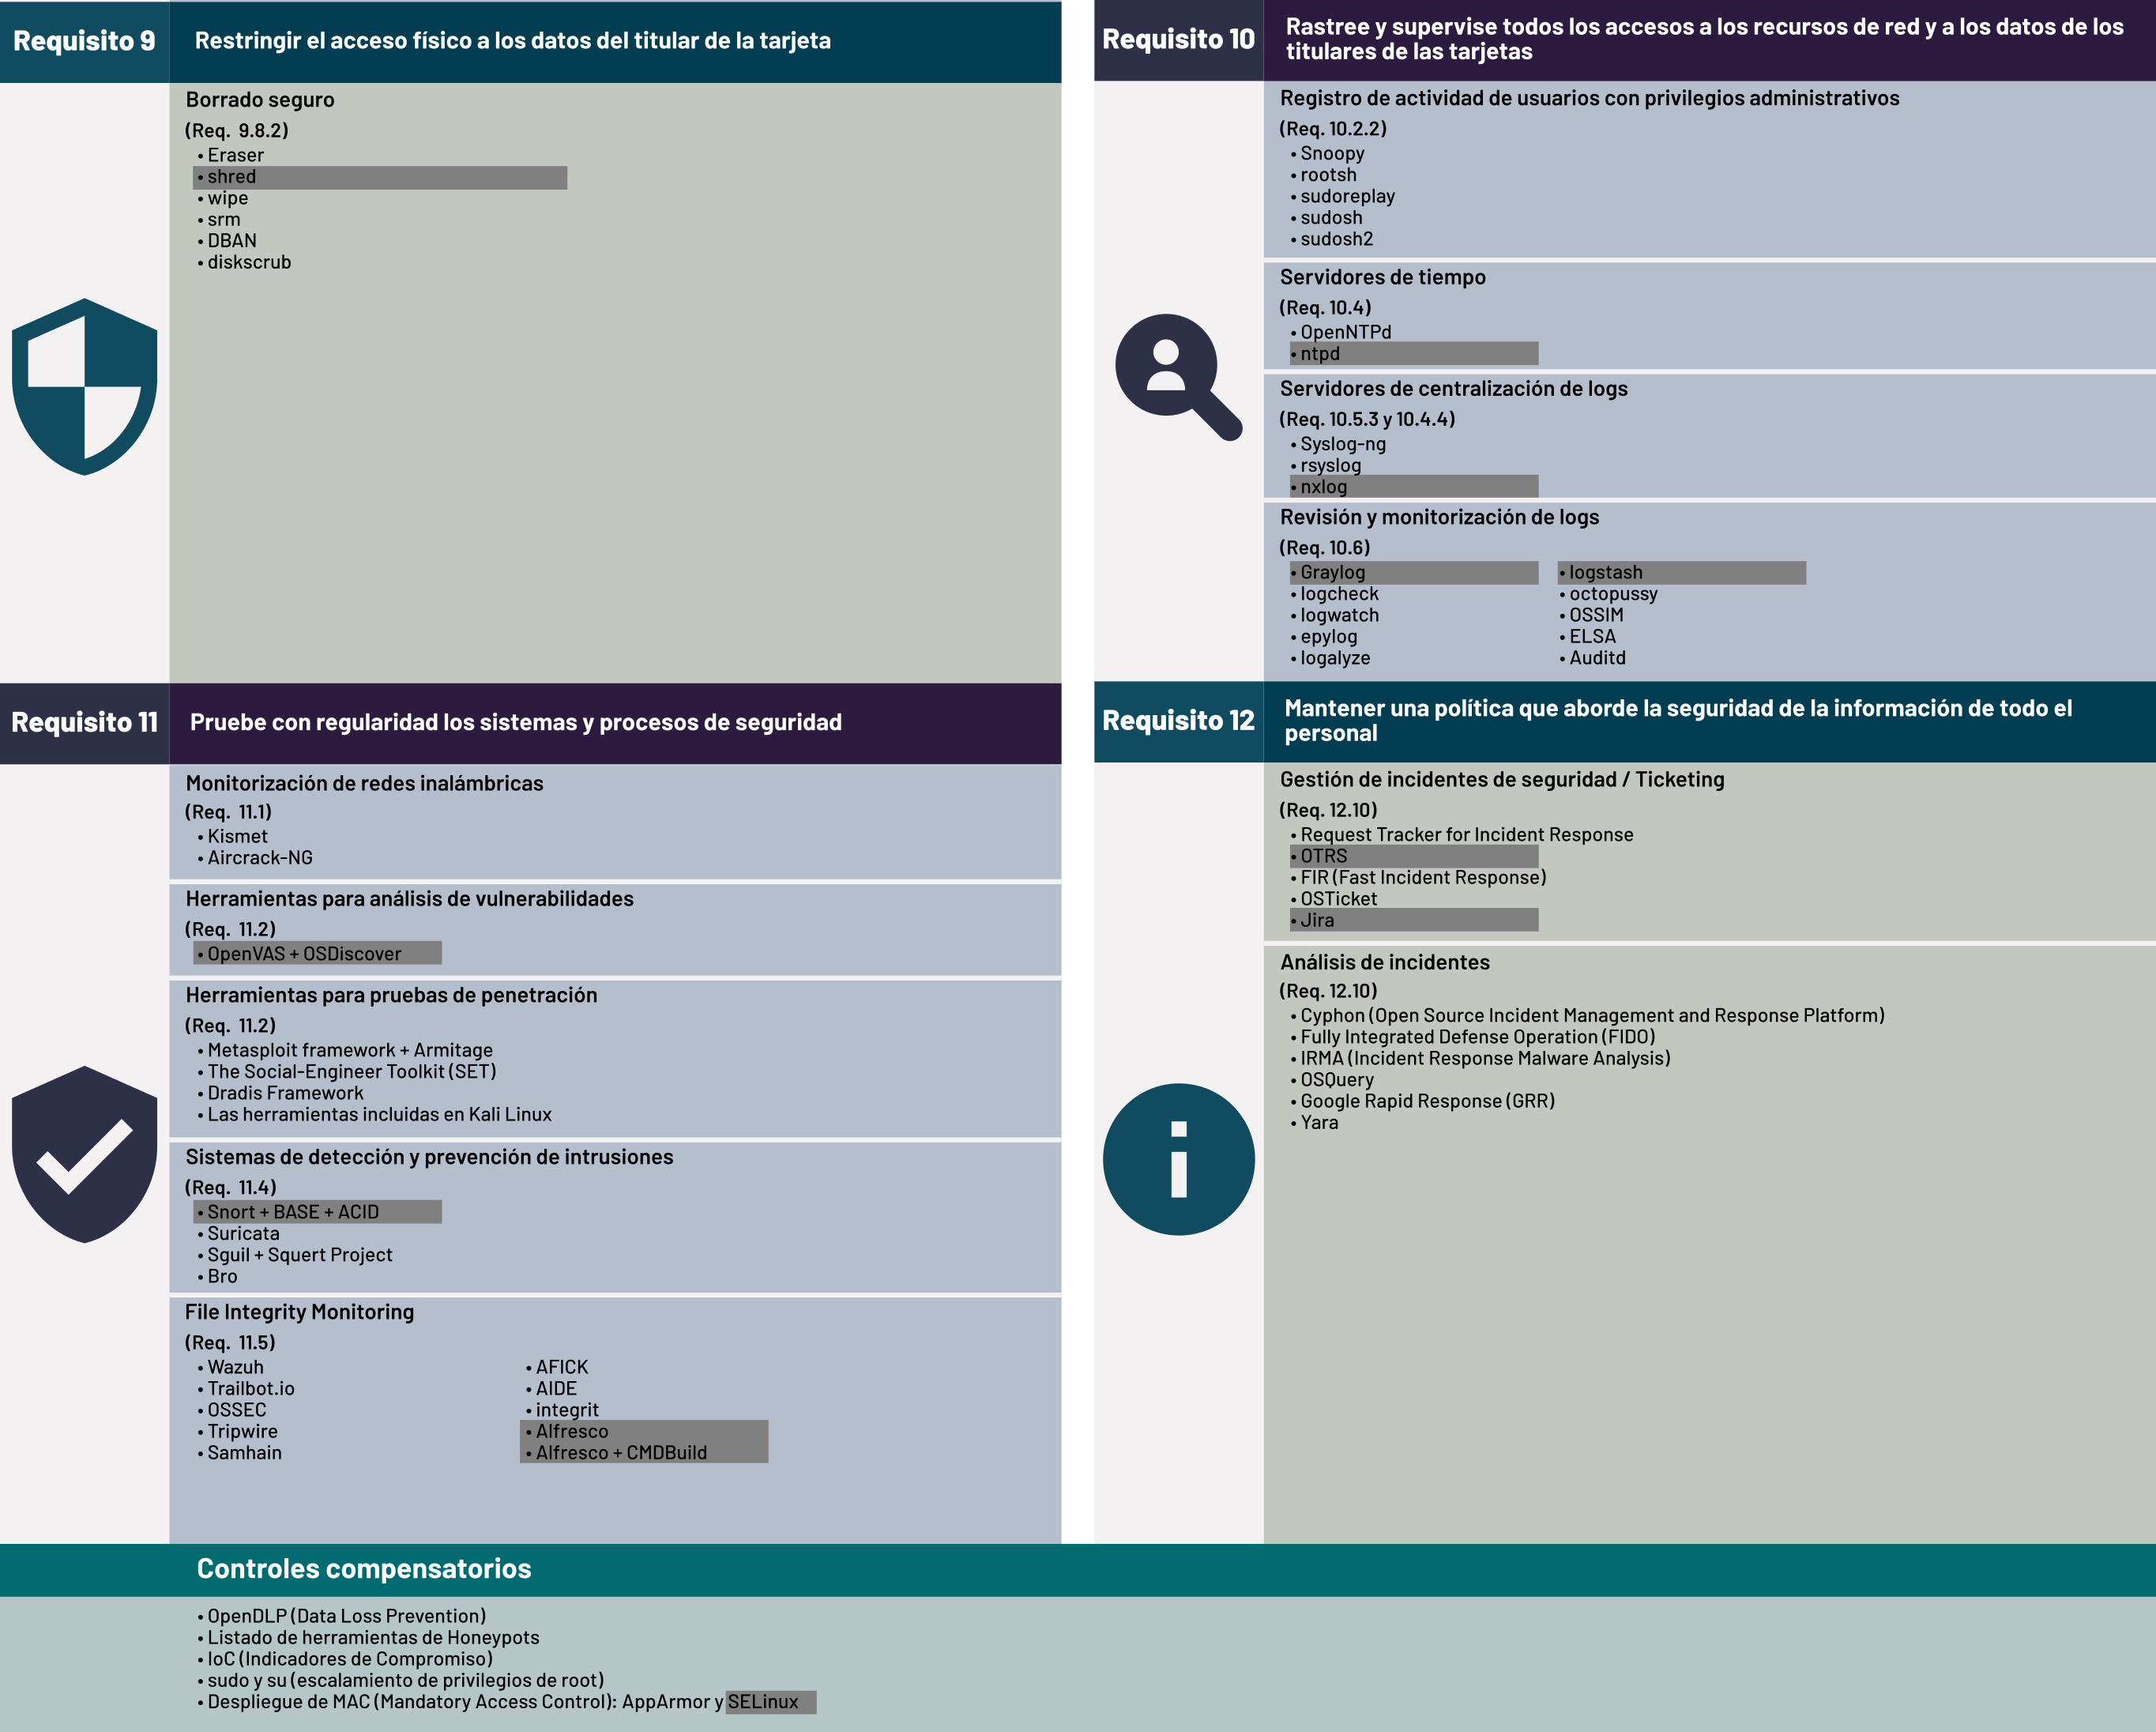 Requisito 9
Restringir el acceso físico a los datos del titular de la tarjeta
Borrado seguro
(Req. 9.8.2)
• Eraser
• shred
• wipe
• srm
• DBAN
• diskscrub
Requisito 10
Rastree y supervise todos los accesos a los recursos de red y a los datos de los
titulares de las tarjetas
Registro de actividad de usuarios con privilegios administrativos
(Req. 10.2.2)
• Snoopy
• rootsh
• sudoreplay
• sudosh
• sudosh2
Servidores de tiempo
(Req. 10.4)
• OpenNTPd
• ntpd
Servidores de centralización de logs
(Req. 10.5.3 y 10.4.4)
• Syslog-ng
• rsyslog
• nxlog
Revisión y monitorización de logs
(Req. 10.6)
• Graylog
• logcheck
• logwatch
• epylog
• logalyze
• logstash
• octopussy
• OSSIM
• ELSA
• Auditd
Requisito 11
Pruebe con regularidad los sistemas y procesos de seguridad
Monitorización de redes inalámbricas
(Req. 11.1)
• Kismet
• Aircrack-NG
Herramientas para análisis de vulnerabilidades
(Req. 11.2)
• OpenVAS + OSDiscover
Herramientas para pruebas de penetración
(Req. 11.2)
• Metasploit framework + Armitage
• The Social-Engineer Toolkit (SET)
• Dradis Framework
• Las herramientas incluidas en Kali Linux
Sistemas de detección y prevención de intrusiones
(Req. 11.4)
• Snort + BASE + ACID
• Suricata
• Sguil + Squert Project
• Bro
File Integrity Monitoring
(Req. 11.5)
• Wazuh
• Trailbot.io
• OSSEC
• Tripwire
• Samhain
• AFICK
• AIDE
• integrit
• Alfresco
• Alfresco + CMDBuild
Requisito 12
Mantener una política que aborde la seguridad de la información de todo el
personal
Gestión de incidentes de seguridad / Ticketing
(Req. 12.10)
• Request Tracker for Incident Response
• OTRS
• FIR (Fast Incident Response)
• OSTicket
• Jira
Análisis de incidentes
(Req. 12.10)
• Cyphon (Open Source Incident Management and Response Platform)
• Fully Integrated Defense Operation (FIDO)
• IRMA (Incident Response Malware Analysis)
• OSQuery
• Google Rapid Response (GRR)
• Yara
Controles compensatorios
• OpenDLP (Data Loss Prevention)
• Listado de herramientas de Honeypots
• IoC (Indicadores de Compromiso)
• sudo y su (escalamiento de privilegios de root)
• Despliegue de MAC (Mandatory Access Control): AppArmor y SELinux